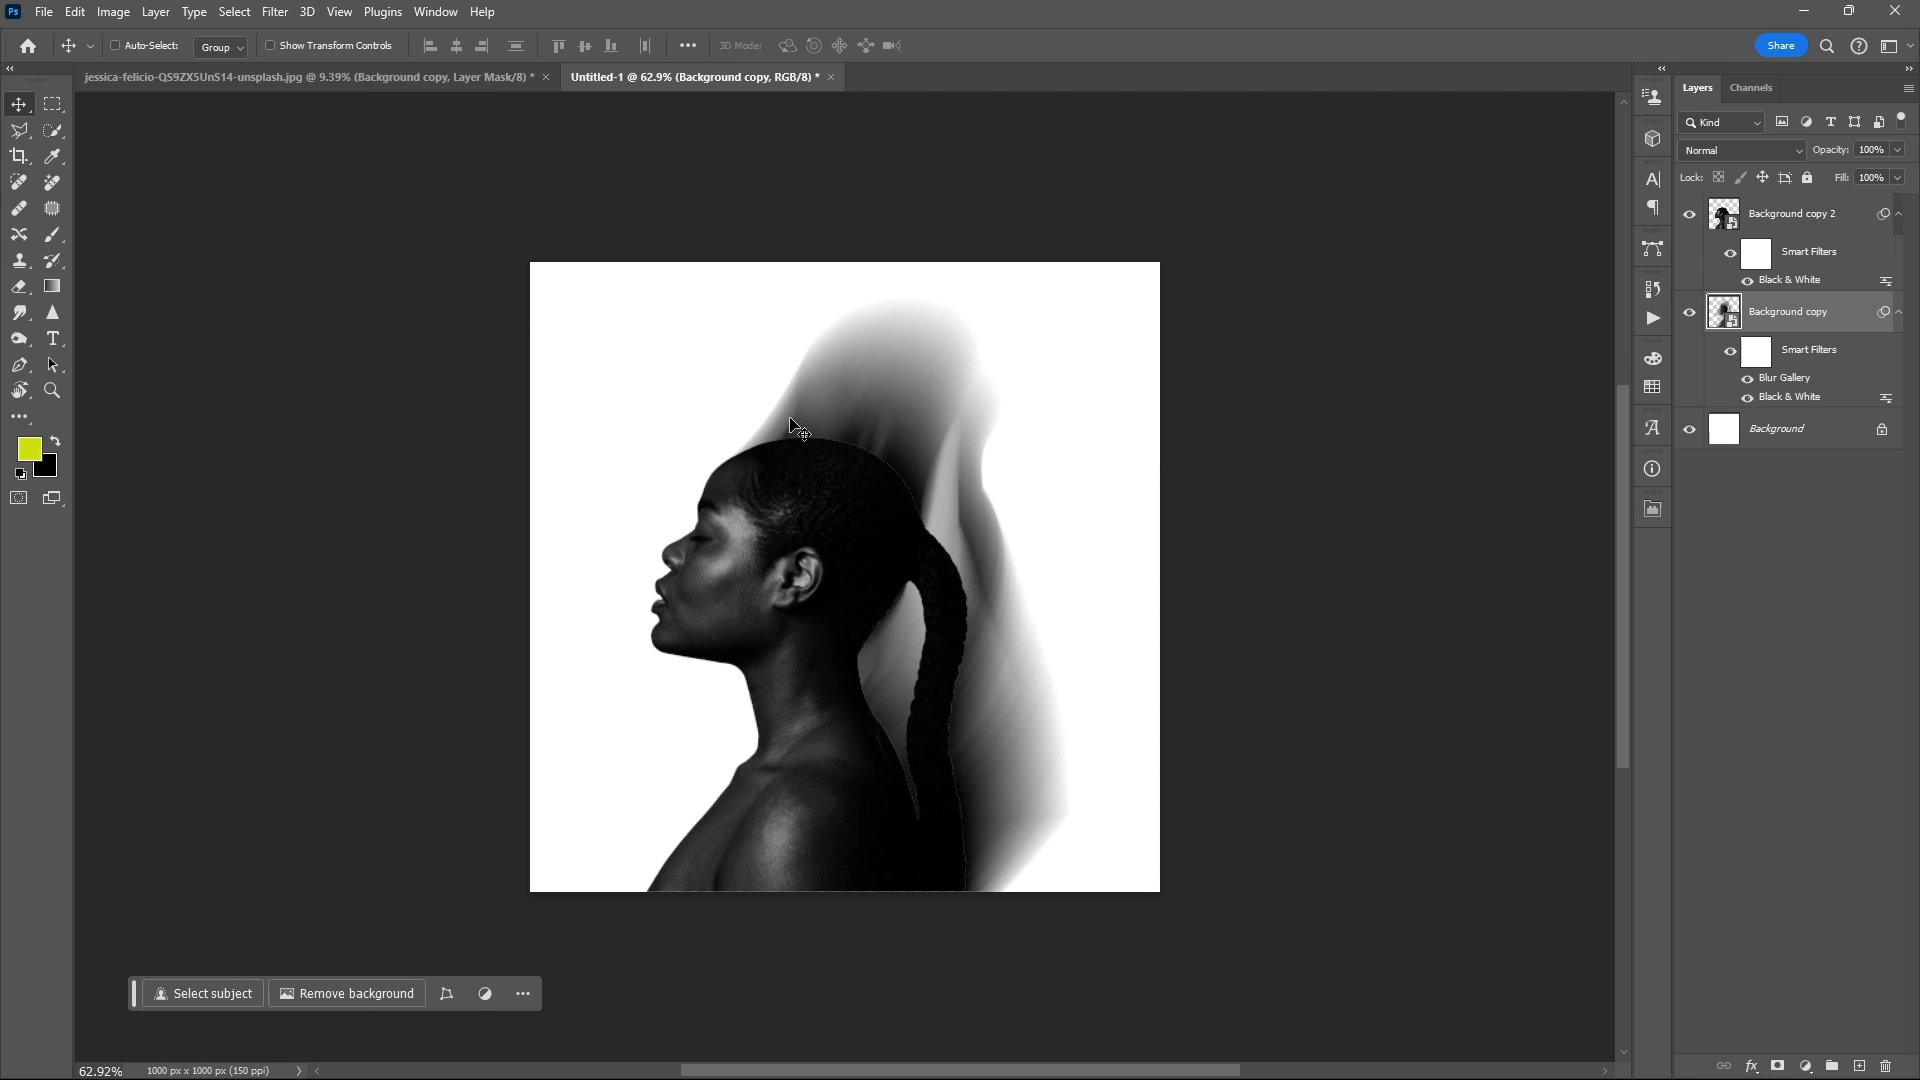 Ps File Edit Image Layer Type Select Filter 3D View Plugins Window Help
Auto-Select: Group Show Transform Controls 3D Mode: Share
jessica-felicio-QS9ZX5UnS14-unsplash.jpg @ 9.39% (Background copy, Layer Mask/8) * Untitled-1 @ 62.9% (Background copy, RGB/8) *
Layers Channels
Kind
Normal Opacity: 100%
Lock: Fill: 100%
Background copy 2
Smart Filters
Black & White
Background copy
Smart Filters
Blur Gallery
Black & White
Background
Select subject Remove background
62.92% 1000 px x 1000 px (150 ppi)